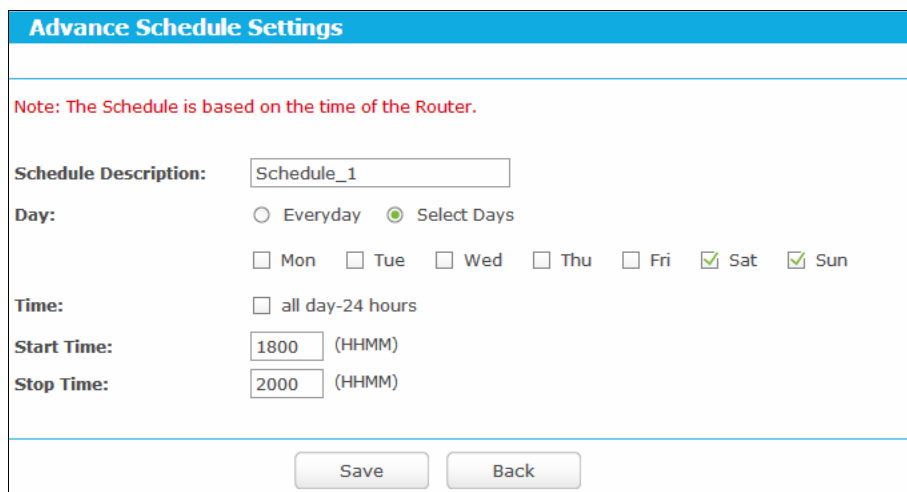 Advance Schedule Settings
Note: The Schedule is based on the time of the Router.
Schedule Description: Schedule_1
Day: Everyday Select Days
Mon Tue Wed Thu Fri Sat Sun
Time: all day-24 hours
Start Time: 1800 (HHMM)
Stop Time: 2000 (HHMM)
Save Back